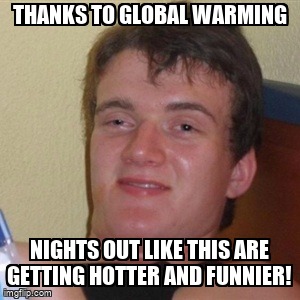 THANKS TO GLOBAL WARMING
NIGHTS OUT LIKE THIS ARE
GETTING HOTTER AND FUNNIER!
imgflip.com